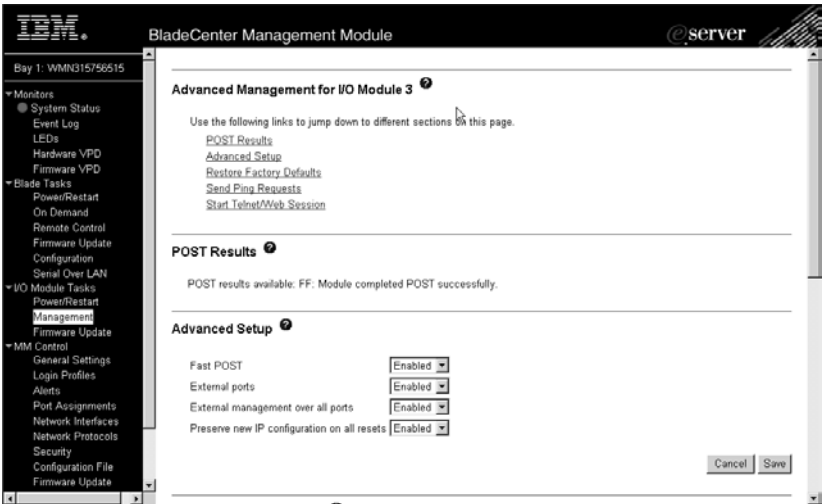 IBM.
BladeCenter Management Module
eserver
Bay 1: WMN315756515
Monitors
System Status
Event Log
LEDs
Hardware VPD
Firmware VPD
Blade Tasks
Power/Restart
On Demand
Remote Control
Firmware Update
Configuration
Serial Over LAN
I/O Module Tasks
Power/Restart
Management
Firmware Update
MM Control
General Settings
Login Profiles
Alerts
Port Assignments
Network Interfaces
Network Protocols
Security
Configuration File
Firmware Update
Advanced Management for I/O Module 3 ?
Use the following links to jump down to different sections on this page.
POST Results
Advanced Setup
Restore Factory Defaults
Send Ping Requests
Start Telnet/Web Session
POST Results ?
POST results available: FF: Module completed POST successfully.
Advanced Setup ?
Fast POST Enabled
External ports Enabled
External management over all ports Enabled
Preserve new IP configuration on all resets Enabled
Cancel Save